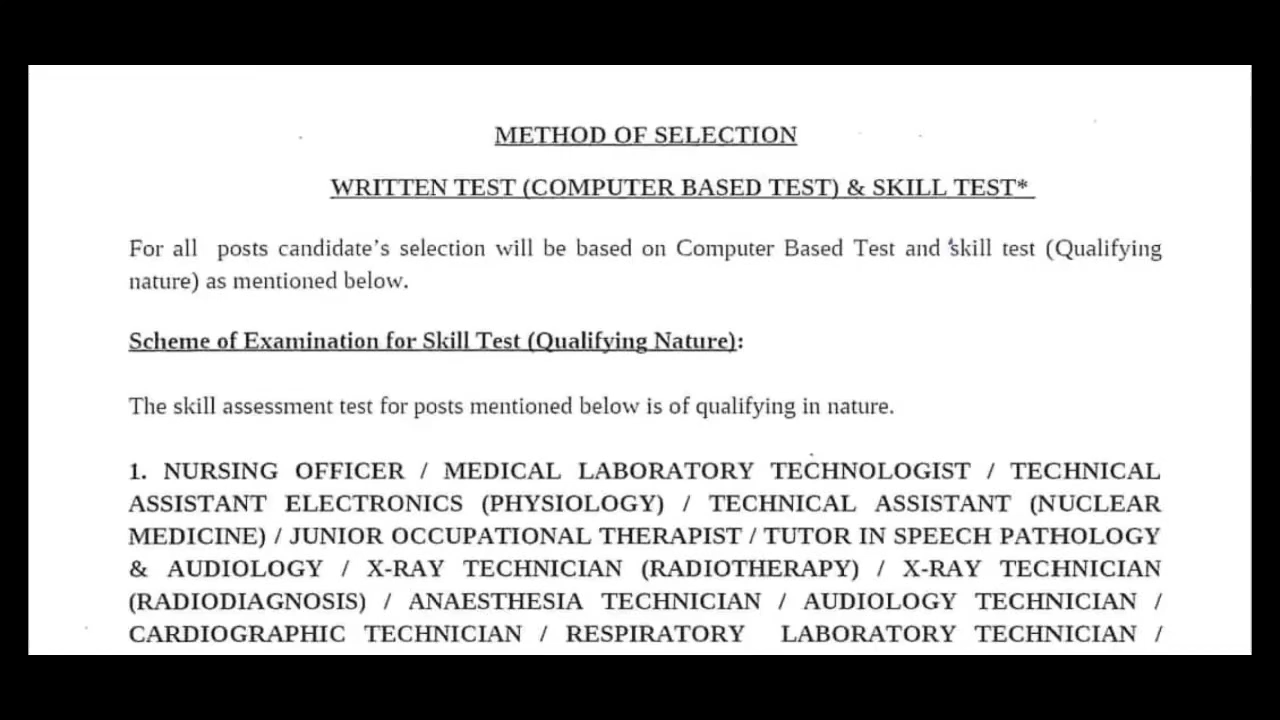 METHOD OF SELECTION
WRITTEN TEST (COMPUTER BASED TEST) & SKILL TEST*
For all posts candidate's selection will be based on Computer Based Test and skill test (Qualifying
nature) as mentioned below.
Scheme of Examination for Skill Test (Qualifying Nature):
The skill assessment test for posts mentioned below is of qualifying in nature.
1. NURSING OFFICER / MEDICAL LABORATORY TECHNOLOGIST / TECHNICAL
ASSISTANT ELECTRONICS (PHYSIOLOGY) / TECHNICAL ASSISTANT (NUCLEAR
MEDICINE) / JUNIOR OCCUPATIONAL THERAPIST / TUTOR IN SPEECH PATHOLOGY
& AUDIOLOGY / X-RAY TECHNICIAN (RADIOTHERAPY) / X-RAY TECHNICIAN
(RADIODIAGNOSIS) / ANAESTHESIA TECHNICIAN / AUDIOLOGY TECHNICIAN /
CARDIOGRAPHIC TECHNICIAN / RESPIRATORY LABORATORY TECHNICIAN /